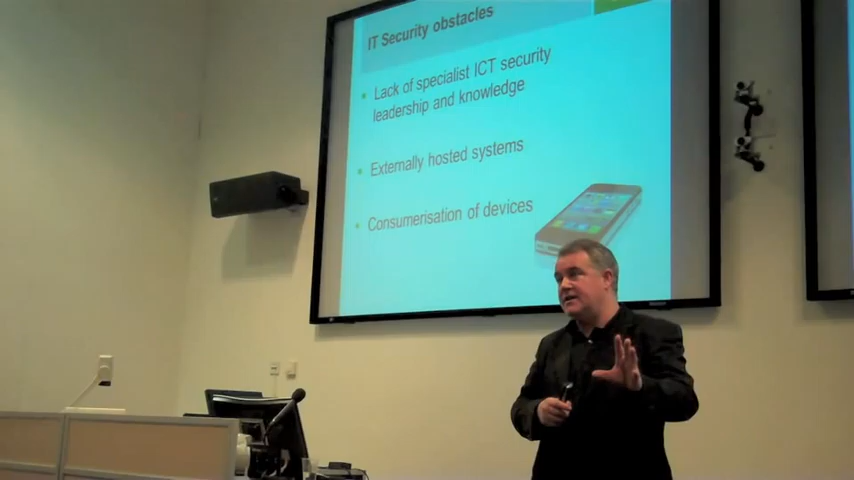 IT Security obstacles
Lack of specialist ICT security
leadership and knowledge
Externally hosted systems
Consumerisation of devices